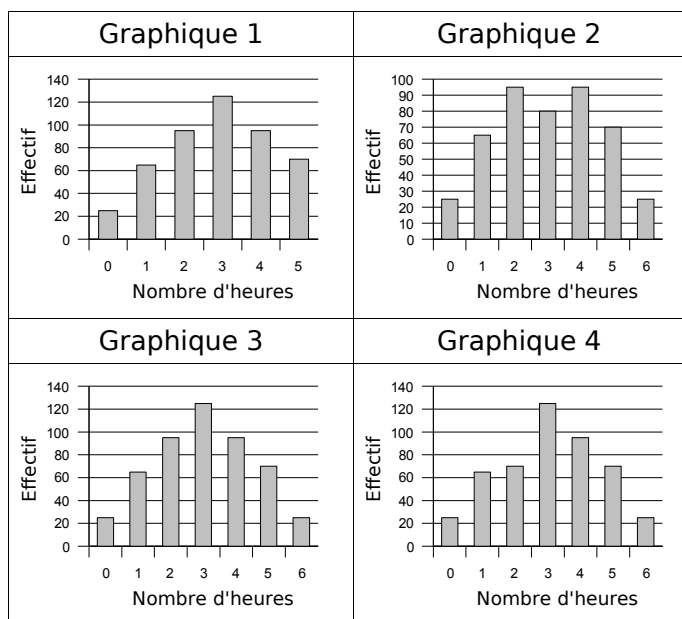 Graphique 1
140
120
100
80
60
40
20
0
Effectif
0 1 2 3 4 5
Nombre d'heures
Graphique 2
100
90
80
70
60
50
40
30
20
10
0
Effectif
0 1 2 3 4 5 6
Nombre d'heures
Graphique 3
140
120
100
80
60
40
20
0
Effectif
0 1 2 3 4 5 6
Nombre d'heures
Graphique 4
140
120
100
80
60
40
20
0
Effectif
0 1 2 3 4 5 6
Nombre d'heures